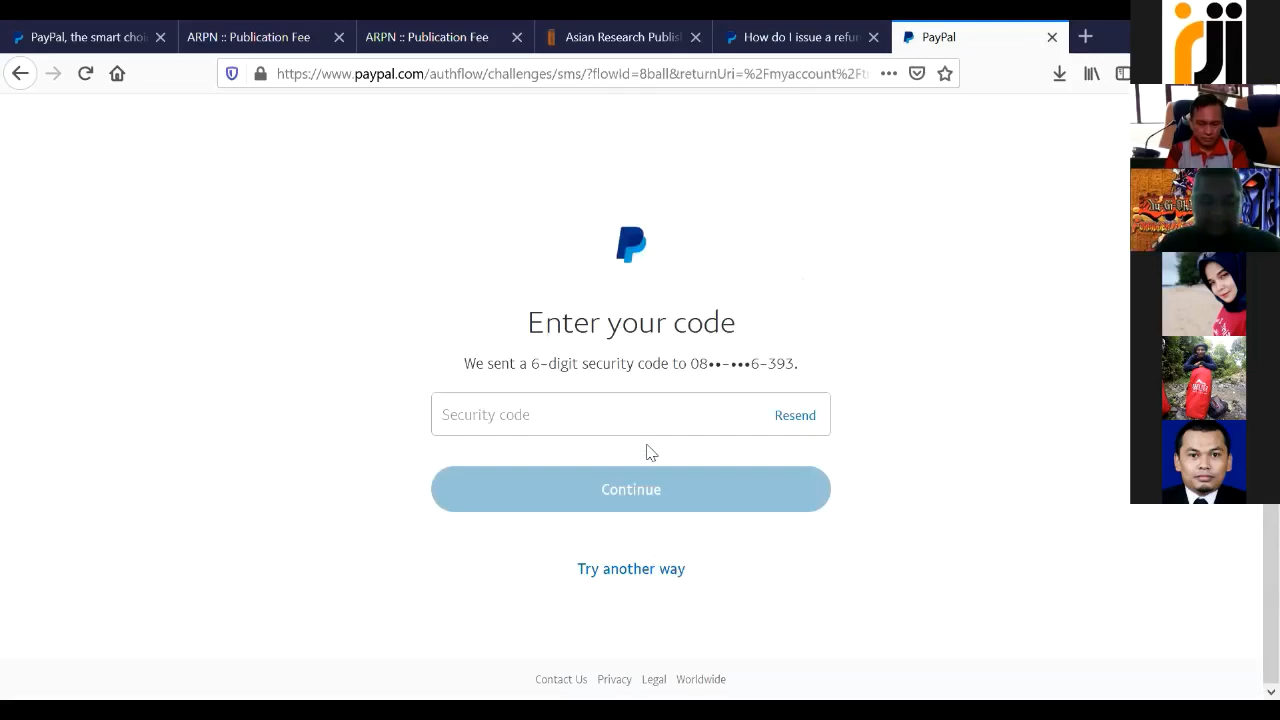 PayPal, the smart choi
ARPN :: Publication Fee
ARPN :: Publication Fee
Asian Research Publis
How do I issue a refu
PayPal
https://www.paypal.com/authflow/challenges/sms/?flowId=8ball&returnUri=%2Fmyaccount%2Ft
Enter your code
We sent a 6-digit security code to 08••-•••6-393.
Security code
Resend
Continue
Try another way
Contact Us Privacy Legal Worldwide